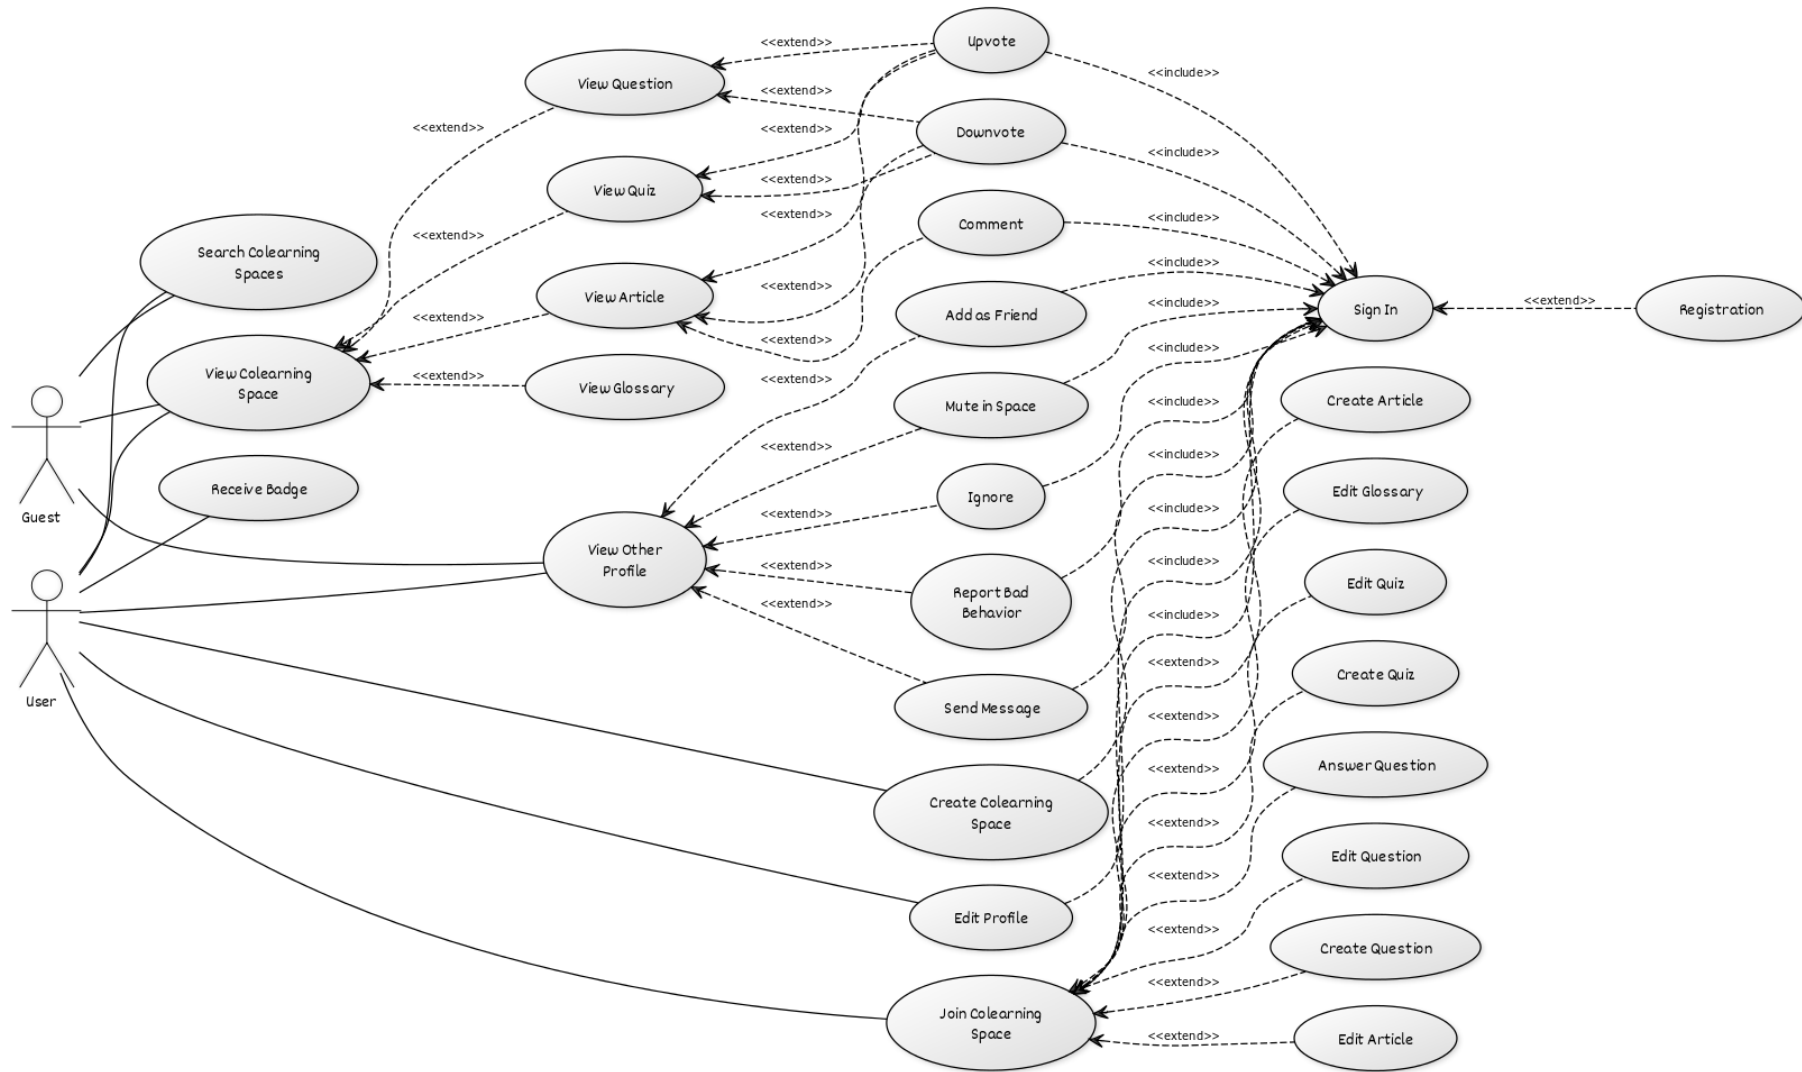 Upvote
<<extend>>
<<include>>
View Question
<<extend>>
<<extend>>
<<extend>>
Downvote
<<include>>
View Quiz
<<extend>>
<<extend>>
Comment
<<include>>
<<extend>>
Search Colearning
Spaces
<<include>>
View Article
<<extend>>
Add as Friend
<<include>>
Sign In
<<extend>>
Registration
<<extend>>
<<extend>>
<<include>>
View Colearning
Space
<<extend>>
View Glossary
<<extend>>
Mute in Space
<<include>>
Create Article
<<extend>>
<<include>>
Receive Badge
Ignore
Edit Glossary
Guest
<<extend>>
<<include>>
View Other
Profile
<<extend>>
<<include>>
Report Bad
Behavior
Edit Quiz
<<extend>>
<<include>>
User
Send Message
<<extend>>
Create Quiz
<<extend>>
<<extend>>
Answer Question
Create Colearning
Space
<<extend>>
Edit Question
<<extend>>
Edit Profile
<<extend>>
Create Question
<<extend>>
Join Colearning
Space
<<extend>>
Edit Article